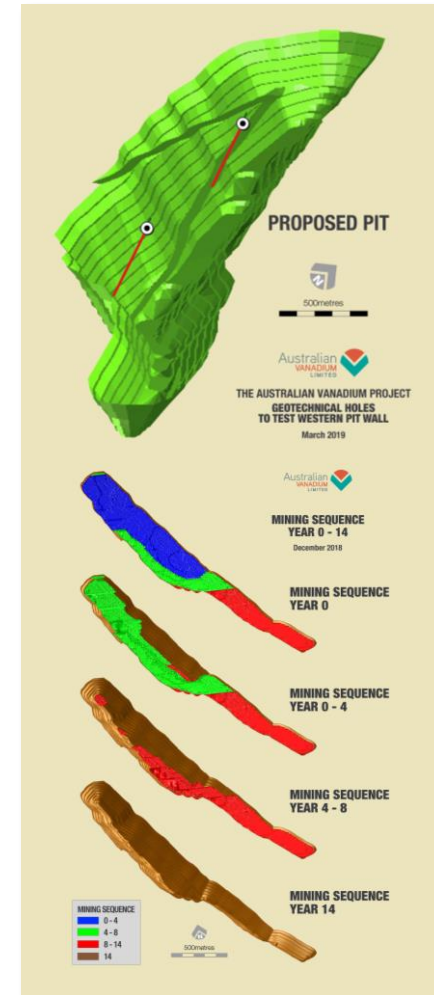 PROPOSED PIT
500metres
Australian
VANADIUM
LIMITED
THE AUSTRALIAN VANADIUM PROJECT
GEOTECHNICAL HOLES
TO TEST WESTERN PIT WALL
March 2019
Australian
VANADIUM
LIMITED
MINING SEQUENCE
YEAR 0 - 14
December 2018
MINING SEQUENCE
YEAR 0
MINING SEQUENCE
YEAR 0 - 4
MINING SEQUENCE
YEAR 4 - 8
MINING SEQUENCE
YEAR 14
MINING SEQUENCE
0 - 4
4 - 8
8 - 14
14
500metres